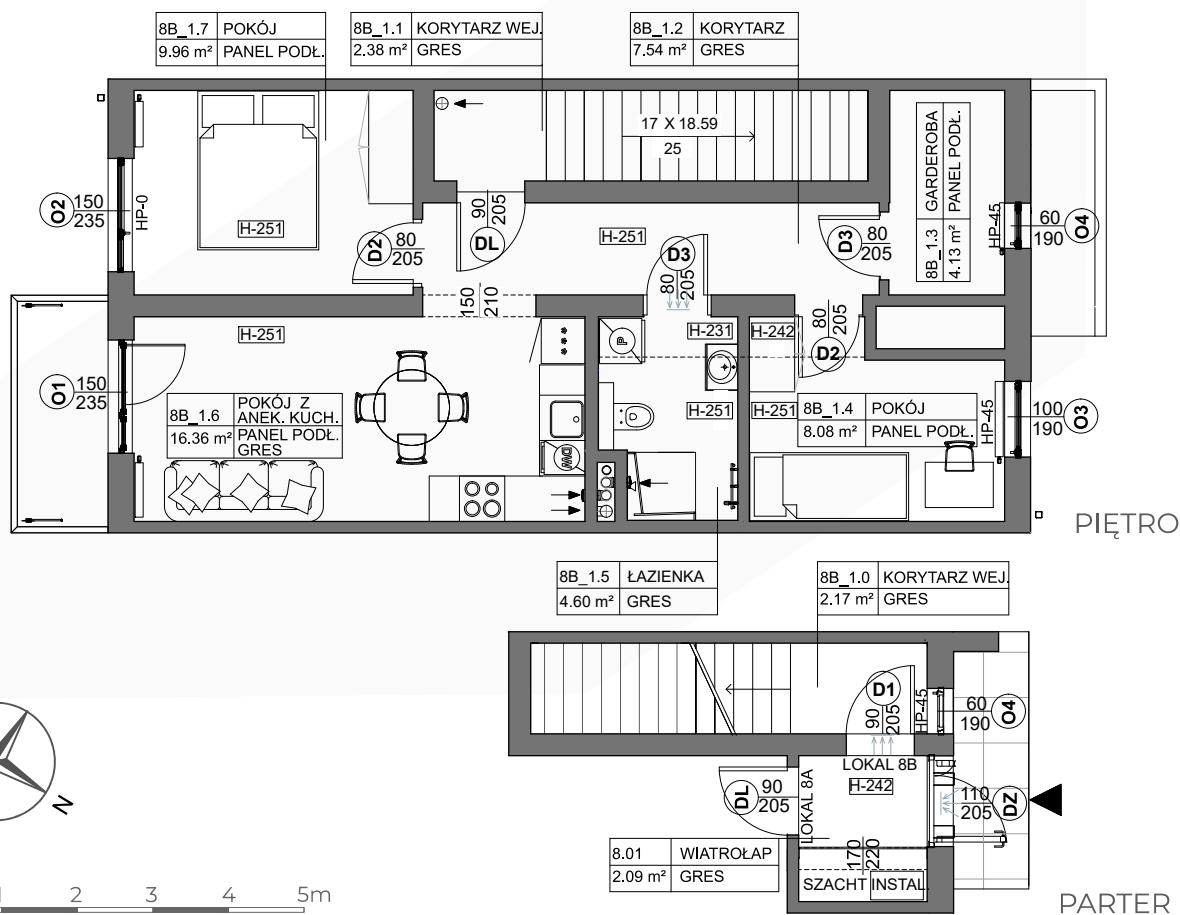 8B_1.7 POKÓJ
9.96 m² PANEL PODŁ.
8B_1.1 KORYTARZ WEJ.
2.38 m² GRES
8B_1.2 KORYTARZ
7.54 m² GRES
17 X 18.59
25
8B_1.3 GARDEROBA
4.13 m² PANEL PODŁ.
O2 150
235
HP-0
H-251
D2 80
205
90
205
DL
H-251
D3
80
205
D3 80
205
HP-45
60
190
O4
150
210
H-251
P
H-231
H-242
80
205
D2
O1 150
235
8B_1.6 POKÓJ Z
ANEK. KUCH.
16.36 m² PANEL PODŁ.
GRES
DW
H-251
H-251
8B_1.4 POKÓJ
8.08 m² PANEL PODŁ.
HP-45
100
190
O3
PIĘTRO
8B_1.5 ŁAZIENKA
4.60 m² GRES
8B_1.0 KORYTARZ WEJ.
2.17 m² GRES
D1
90
205
HP-45
60
190
O4
N
LOKAL 8B
H-242
LOKAL 8A
DL 90
205
110
205
DZ
8.01 WIATROŁAP
2.09 m² GRES
170
220
SZACHT INSTAL.
1 2 3 4 5m
PARTER